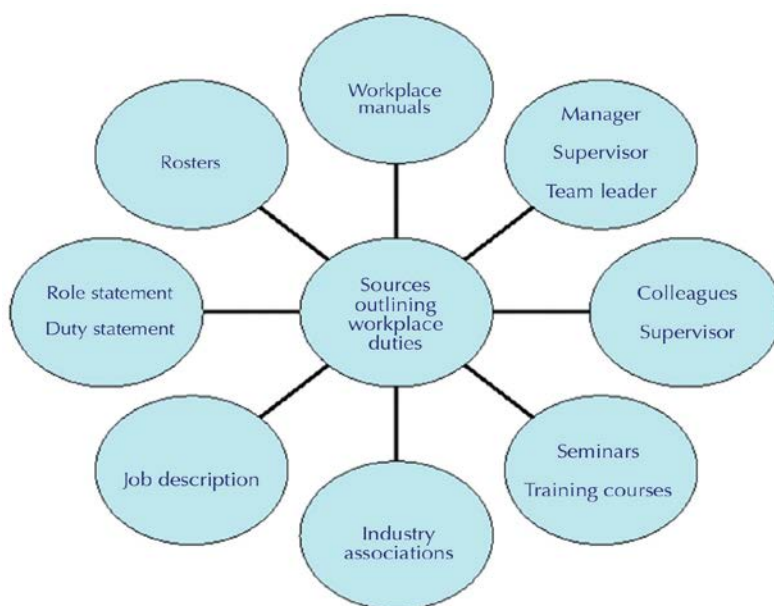 Workplace
manuals
Manager
Supervisor
Team leader
Rosters
Sources
outlining
workplace
duties
Role statement
Duty statement
Colleagues
Supervisor
Job description
Seminars
Training courses
Industry
associations